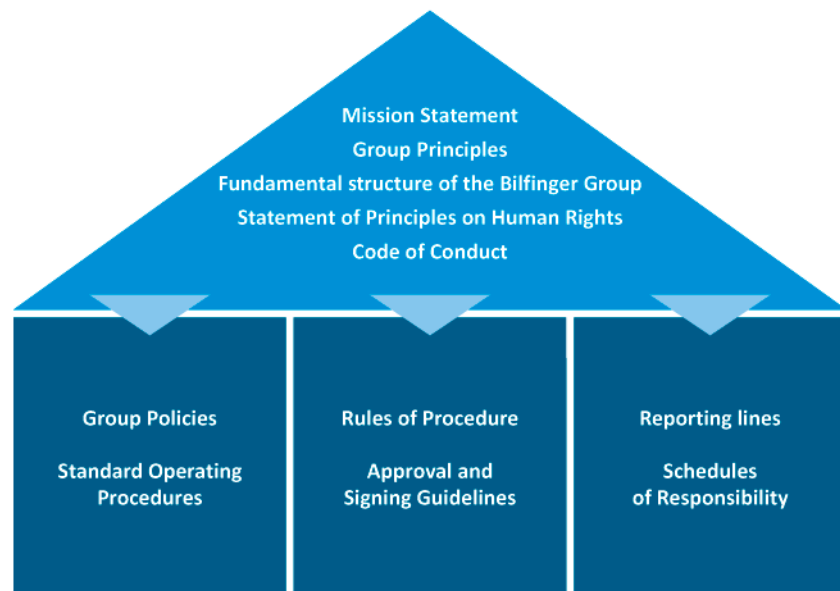 Mission Statement
Group Principles
Fundamental structure of the Bilfinger Group
Statement of Principles on Human Rights
Code of Conduct
Group Policies
Standard Operating
Procedures
Rules of Procedure
Approval and
Signing Guidelines
Reporting lines
Schedules
of Responsibility